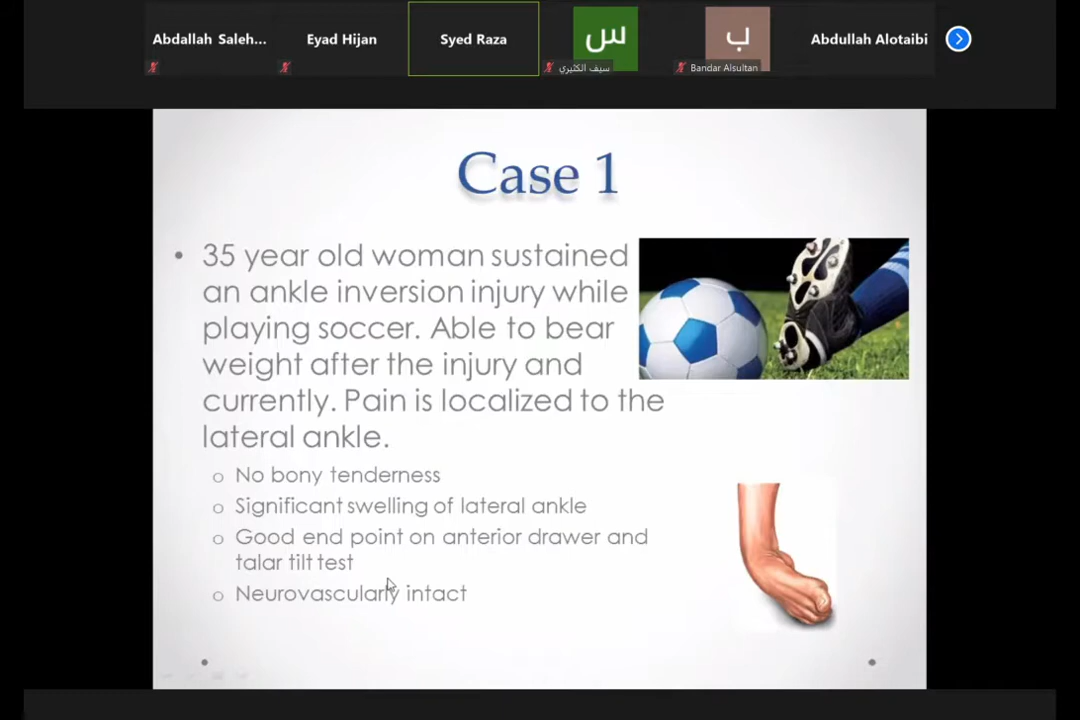 Abdallah Saleh...
Eyad Hijan
Syed Raza
س
سيف الكثيري
ب
Bandar Alsultan
Abdullah Alotaibi
Case 1
• 35 year old woman sustained
an ankle inversion injury while
playing soccer. Able to bear
weight after the injury and
currently. Pain is localized to the
lateral ankle.
o No bony tenderness
o Significant swelling of lateral ankle
o Good end point on anterior drawer and
talar tilt test
o Neurovascularly intact